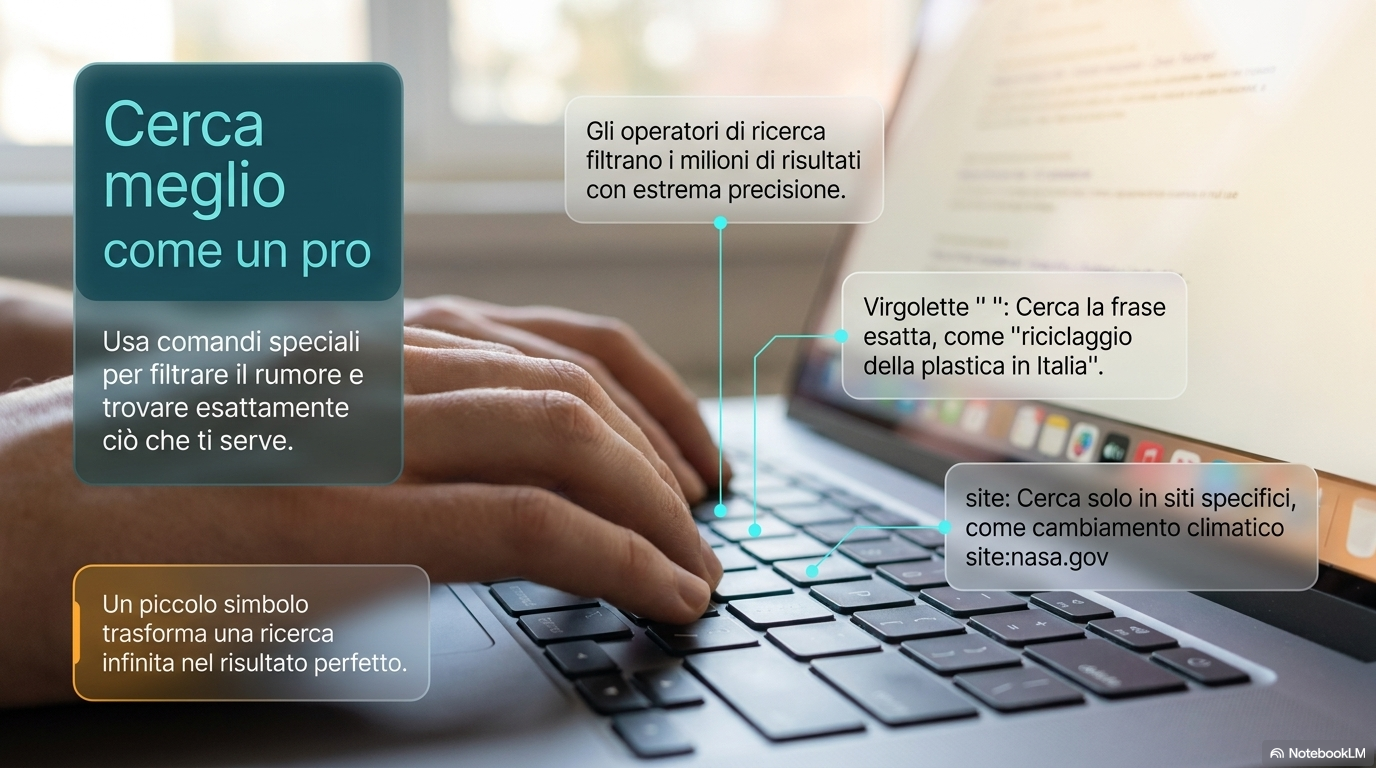 Cerca
meglio
come un pro
Usa comandi speciali
per filtrare il rumore e
trovare esattamente
ciò che ti serve.
Un piccolo simbolo
trasforma una ricerca
infinita nel risultato perfetto.
Gli operatori di ricerca
filtrano i milioni di risultati
con estrema precisione.
Virgolette " ": Cerca la frase
esatta, come "riciclaggio
della plastica in Italia".
site: Cerca solo in siti specifici,
come cambiamento climatico
site:nasa.gov
NotebookLM